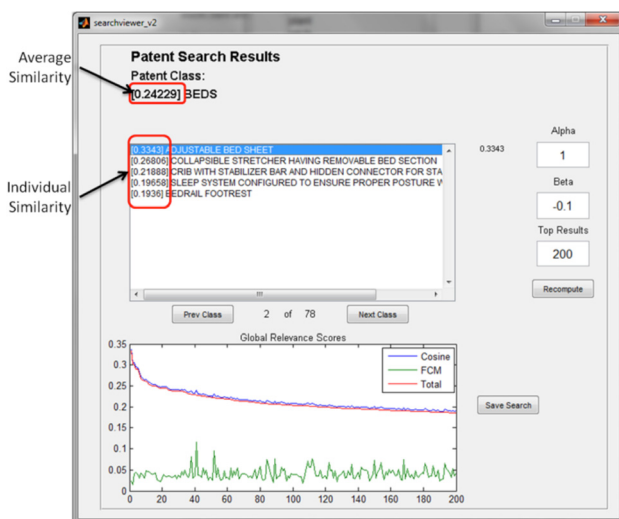 searchviewer_v2
Average
Similarity
Patent Search Results
Patent Class:
[0.24229] BEDS
Individual
Similarity
[0.3343] ADJUSTABLE BED SHEET
[0.26806] COLLAPSIBLE STRETCHER HAVING REMOVABLE BED SECTION
[0.21888] CRIB WITH STABILIZER BAR AND HIDDEN CONNECTOR FOR STA
[0.19658] SLEEP SYSTEM CONFIGURED TO ENSURE PROPER POSTURE W
[0.1936] BEDRAIL FOOTREST
0.3343
Alpha
1
Beta
-0.1
Top Results
200
Recompute
Prev Class 2 of 78 Next Class
Global Relevance Scores
0.35
0.3
0.25
0.2
0.15
0.1
0.05
0
0 20 40 60 80 100 120 140 160 180 200
Cosine
FCM
Total
Save Search